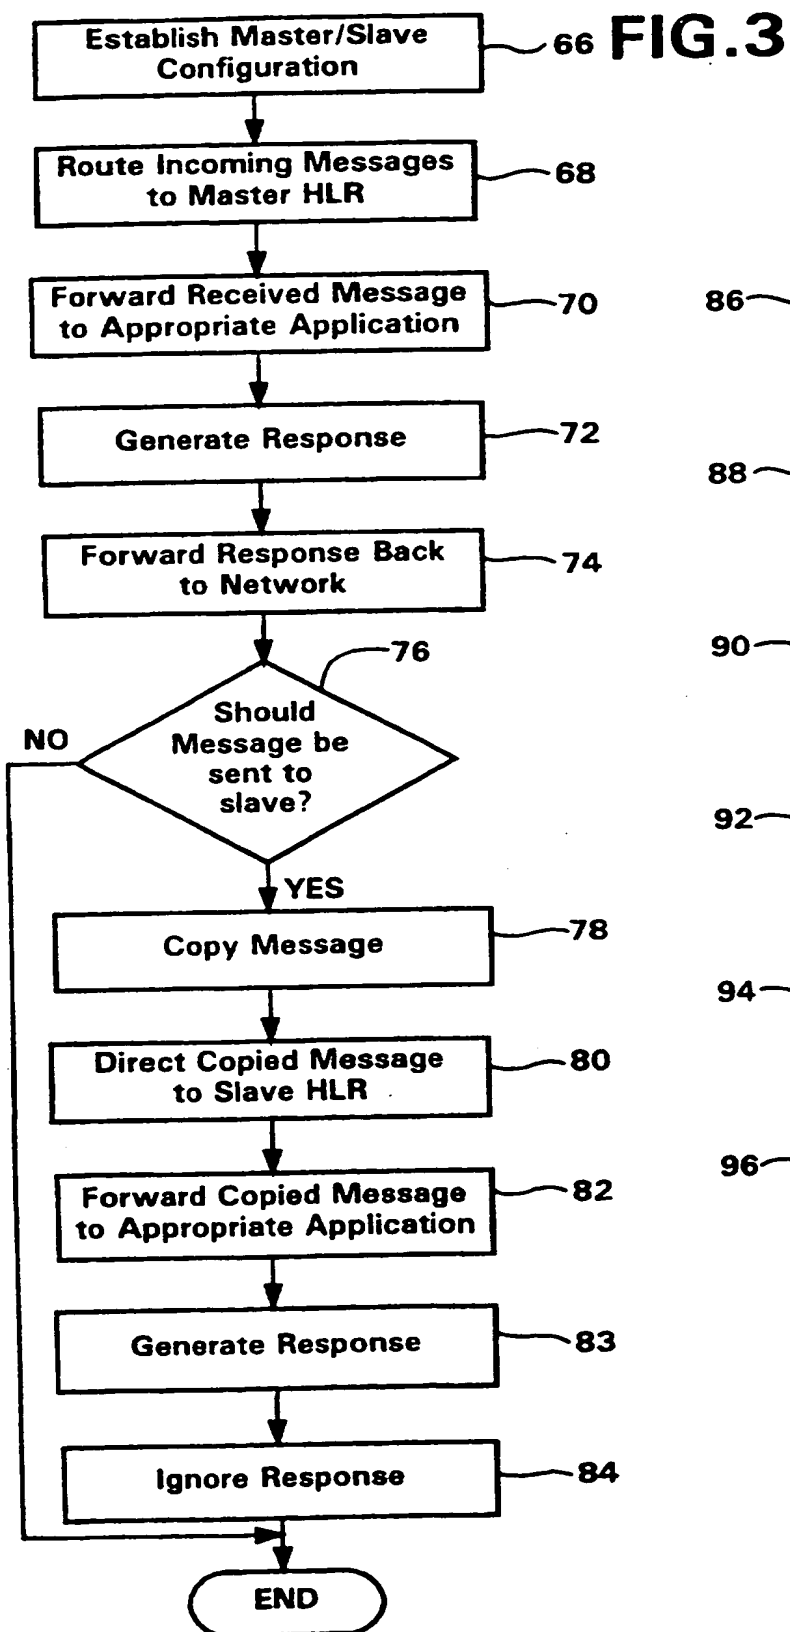 FIG.3
Establish Master/Slave
Configuration
66
Route Incoming Messages
to Master HLR
68
Forward Received Message
to Appropriate Application
70
Generate Response
72
Forward Response Back
to Network
74
76
Should
Message be
sent to
slave?
NO
YES
Copy Message
78
Direct Copied Message
to Slave HLR
80
Forward Copied Message
to Appropriate Application
82
Generate Response
83
Ignore Response
84
END
86
88
90
92
94
96